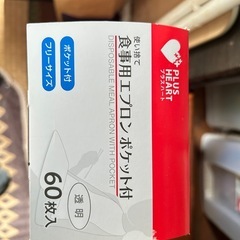 PLUS
HEART
プラスハート
使い捨て
食事用エプロンポケット付
DISPOSABLE MEAL APRON WITH POCKET
ポケット付
フリーサイズ
透明
60枚入